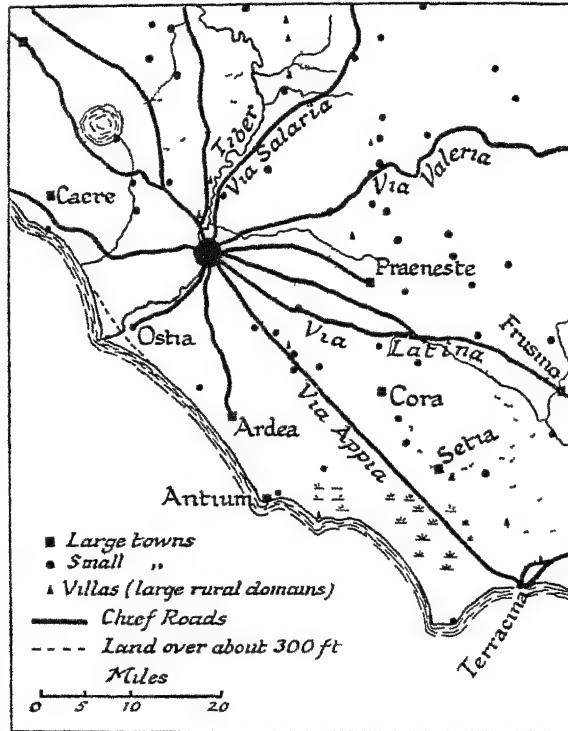 Tiber
Via Salaria
Via Valeria
Caere
Praeneste
Ostia
Via Latina
Frusino
Cora
Ardea
Via Appia
Setia
Antium
Terracina
Large towns
Small „
Villas (large rural domains)
Chief Roads
Land over about 300 ft
Miles
0 5 10 20